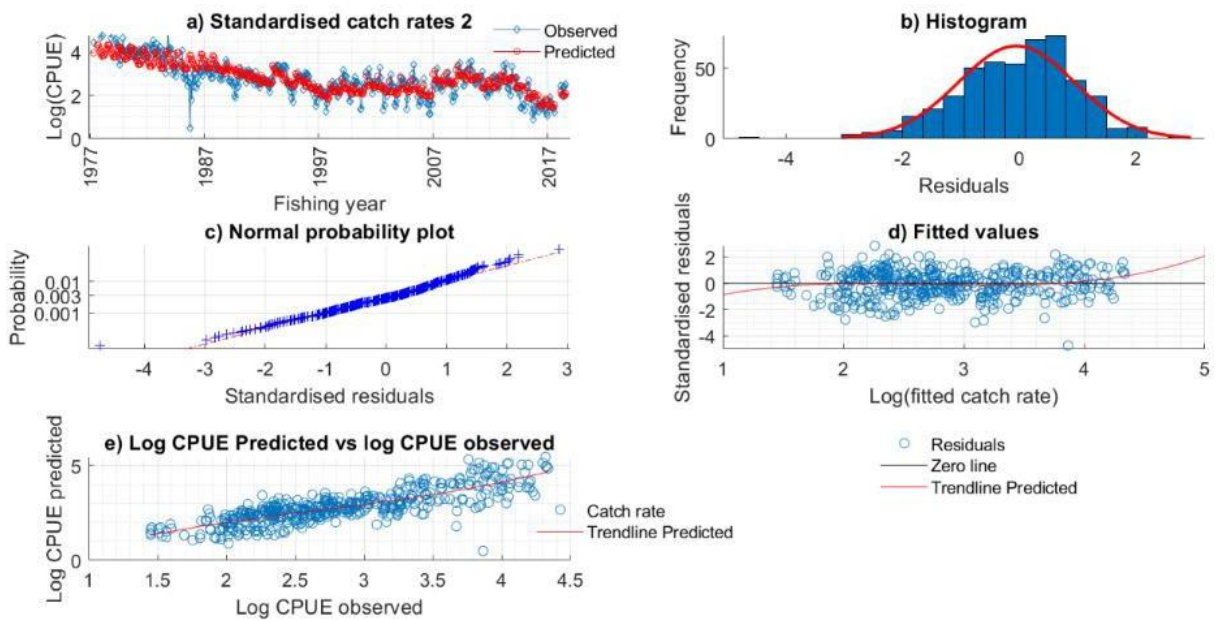 a) Standardised catch rates 2
Observed
Predicted
Log(CPUE)
4
2
0
1977
1987
1997
2007
2017
Fishing year
b) Histogram
Frequency
50
0
-4
-2
0
2
Residuals
c) Normal probability plot
Probability
0.01
0.003
0.001
-4
-3
-2
-1
0
1
2
3
Standardised residuals
d) Fitted values
Standardised residuals
2
0
-2
-4
1
2
3
4
5
Log(fitted catch rate)
Residuals
Zero line
Trendline Predicted
e) Log CPUE Predicted vs log CPUE observed
Log CPUE predicted
5
0
1
1.5
2
2.5
3
3.5
4
4.5
Log CPUE observed
Catch rate
Trendline Predicted